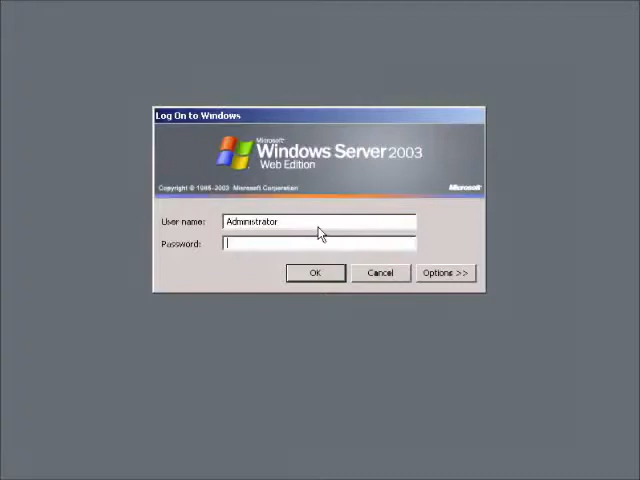 Log On to Windows
Microsoft
Windows Server 2003
Web Edition
Copyright © 1985-2003 Microsoft Corporation
Microsoft
User name: Administrator
Password:
OK Cancel Options >>